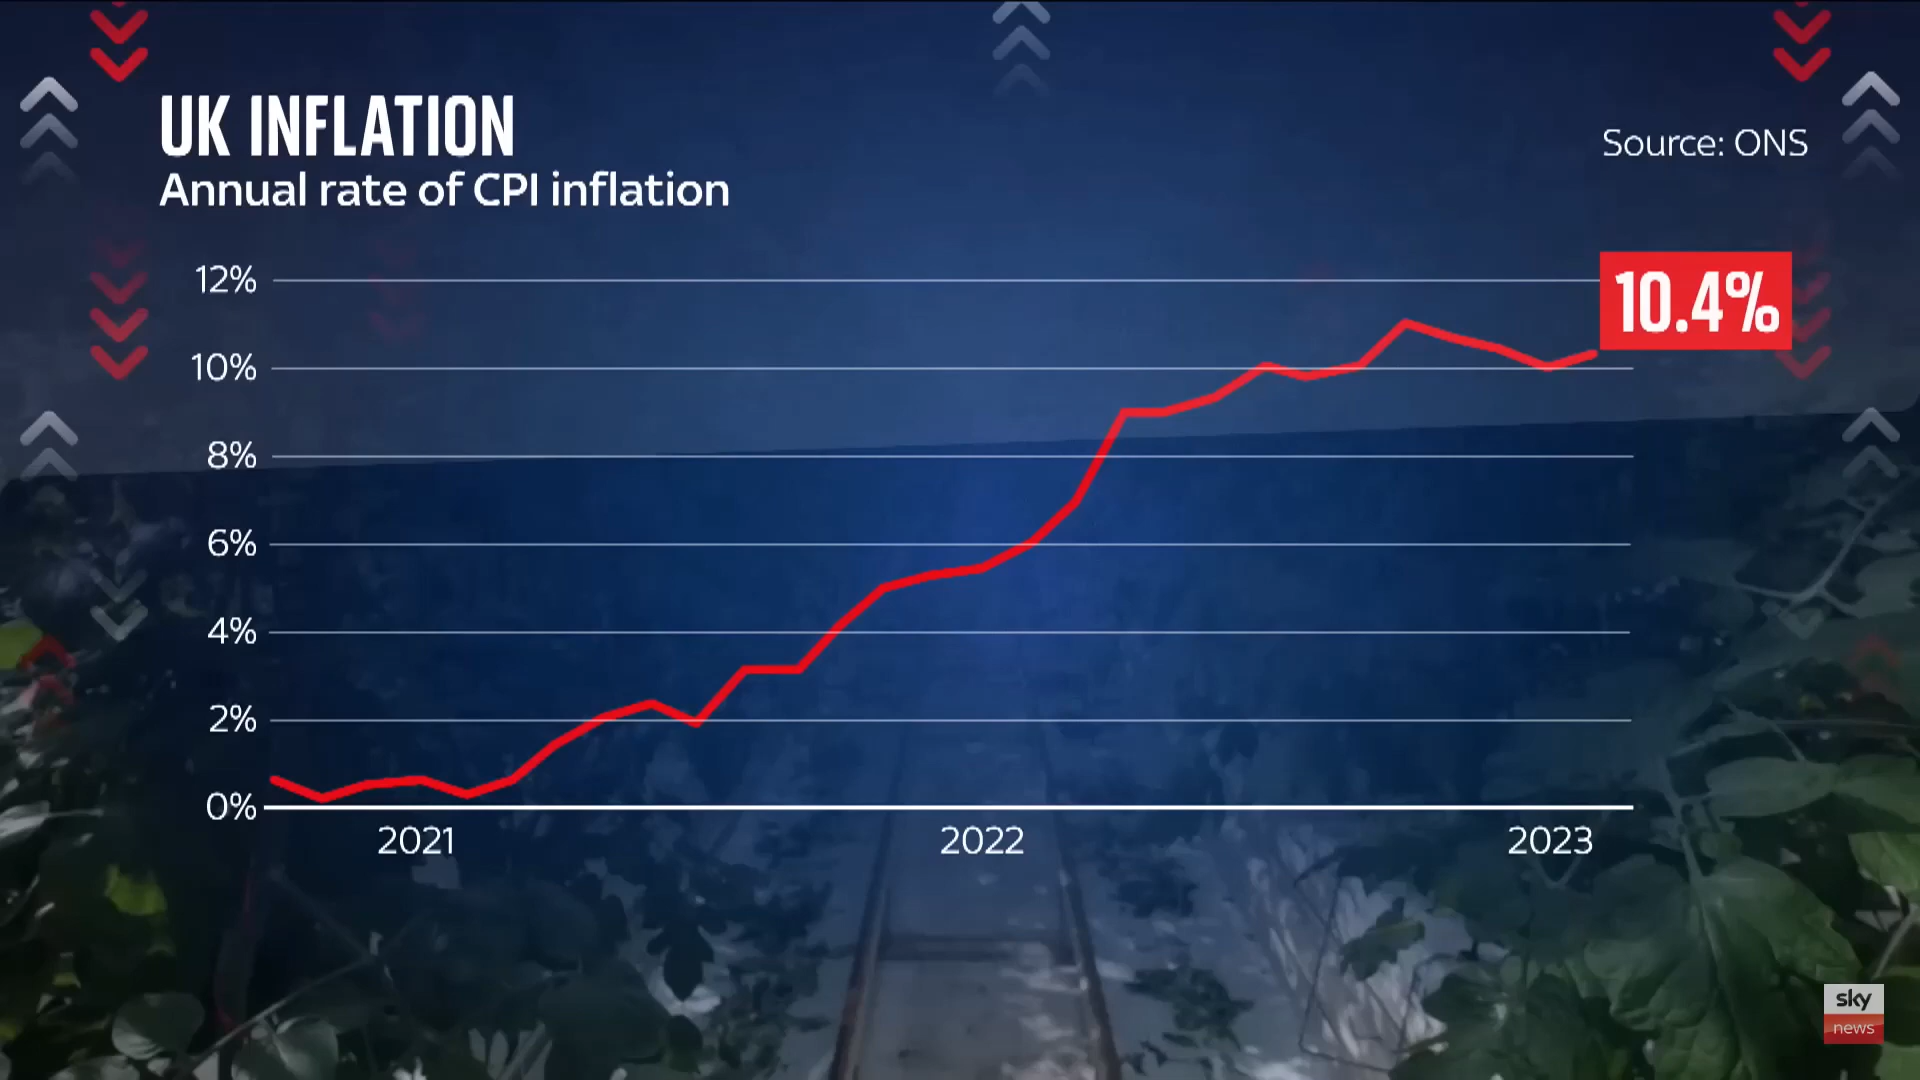 UK INFLATION
Annual rate of CPI inflation
Source: ONS
12%
10.4%
10%
8%
6%
4%
2%
0%
2021
2022
2023
sky
news